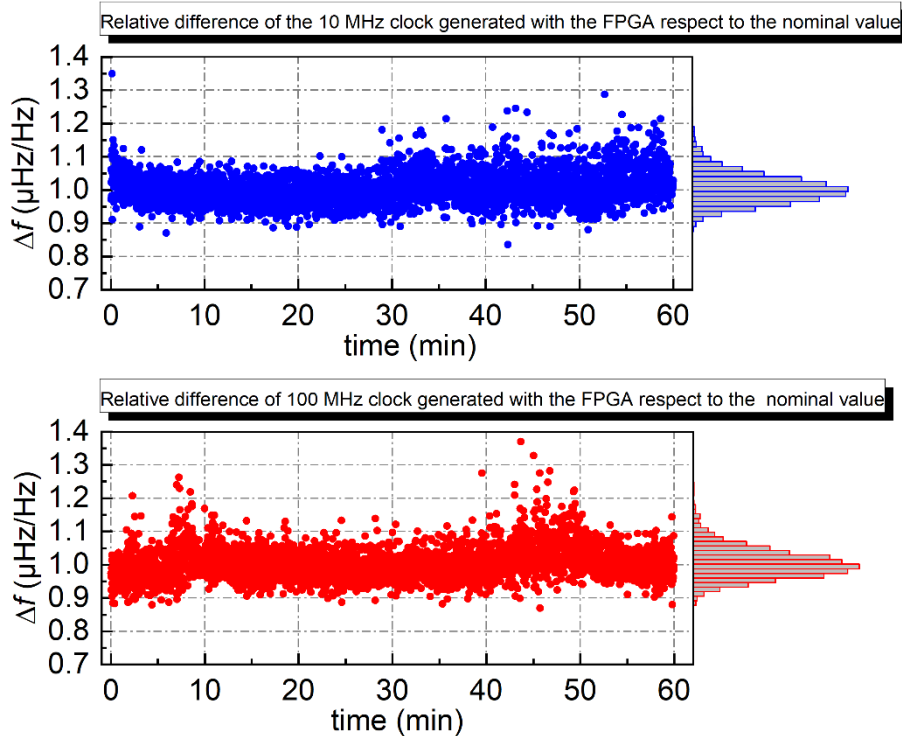 Relative difference of the 10 MHz clock generated with the FPGA respect to the nominal value
1.4
1.3
1.2
1.1
1.0
0.9
0.8
0.7
Δf (μHz/Hz)
0 10 20 30 40 50 60
time (min)
Relative difference of 100 MHz clock generated with the FPGA respect to the nominal value
1.4
1.3
1.2
1.1
1.0
0.9
0.8
0.7
Δf (μHz/Hz)
0 10 20 30 40 50 60
time (min)